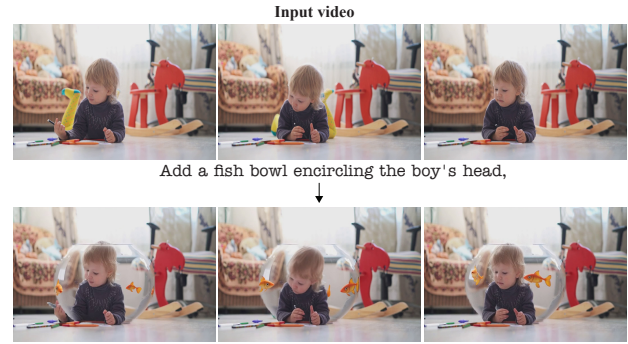 Input video
Add a fish bowl encircling the boy's head,